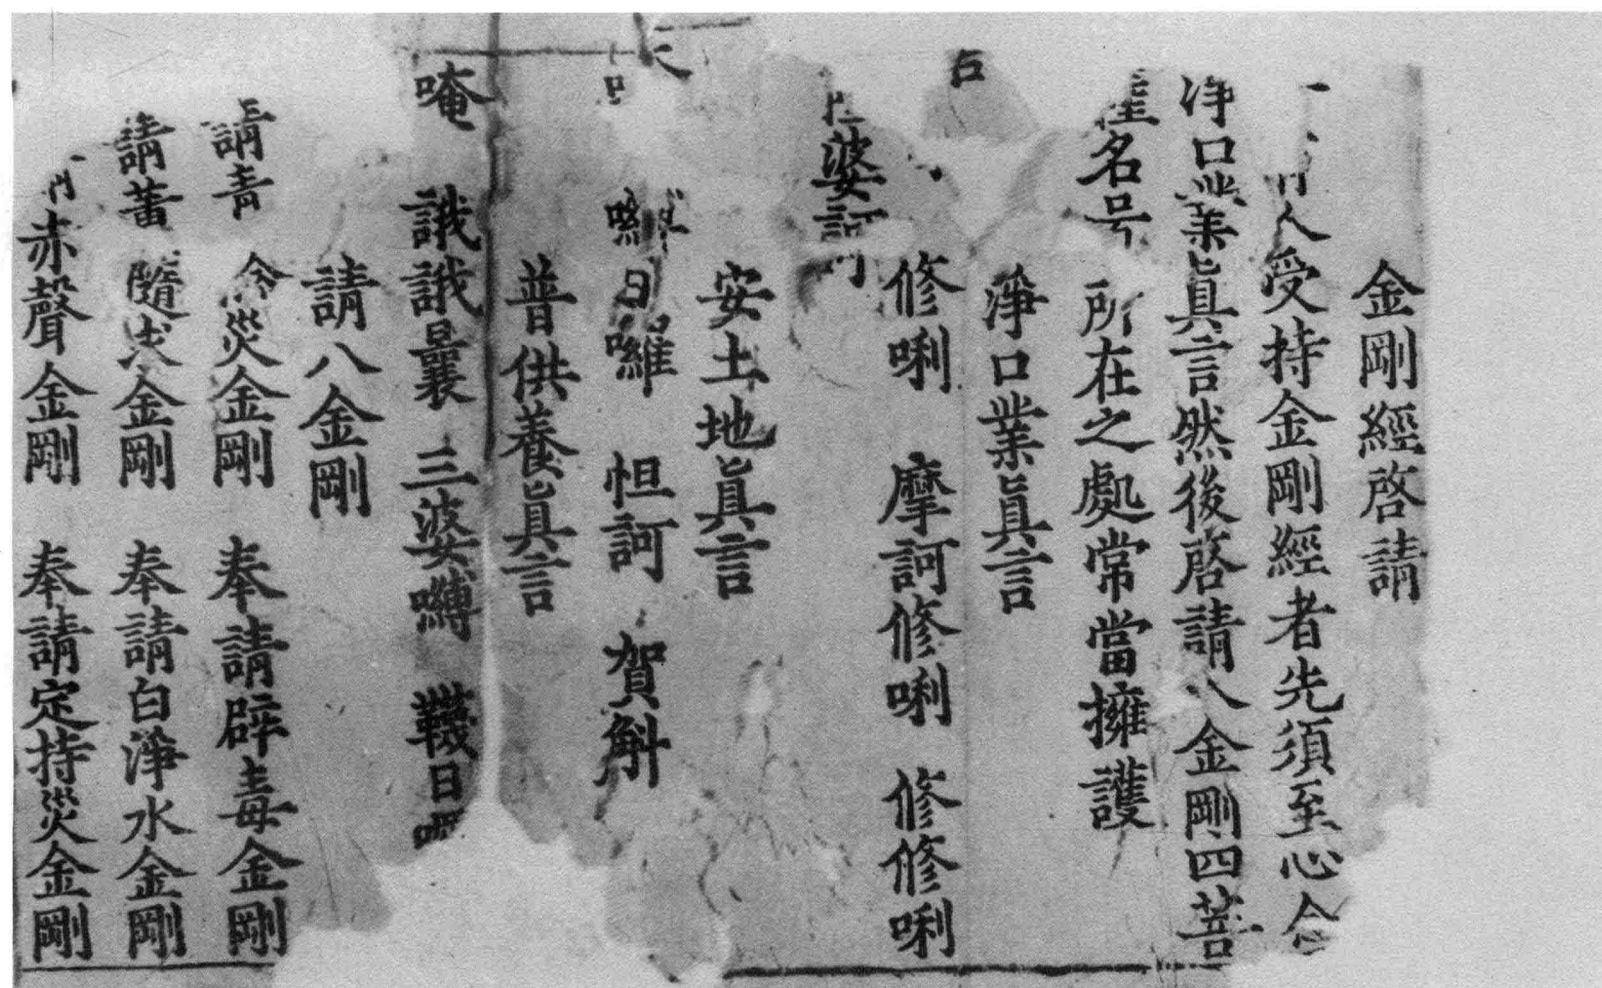 金剛經啓請
人受持金剛經者先須至心念
淨口業眞言然後啓請八金剛四菩
薩名号所在之處常當擁護
淨口業眞言
修唎 摩訶修唎 修修唎
婆訶
安土地眞言
日囉 怛訶 賀斛
普供養眞言
唵 誐誐曩 三婆嚩 韈日
請八金剛
請青災金剛 奉請辟毒金剛
請黃隨求金剛 奉請白淨水金剛
赤聲金剛 奉請定持災金剛